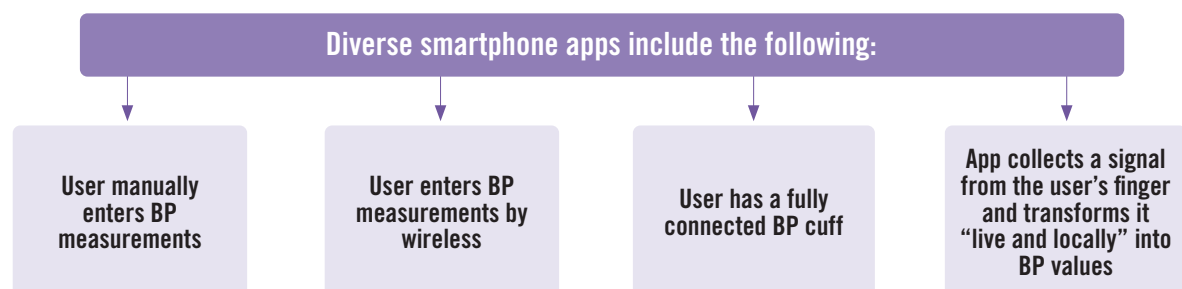 Diverse smartphone apps include the following:
User manually
enters BP
measurements
User enters BP
measurements by
wireless
User has a fully
connected BP cuff
App collects a signal
from the user’s finger
and transforms it
“live and locally” into
BP values